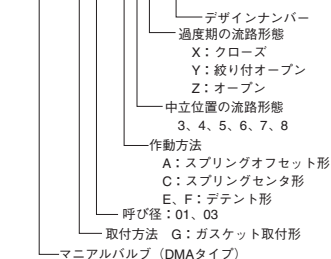 デザインナンバー
過度期の流路形態
X：クローズ
Y：絞り付オープン
Z：オープン
中立位置の流路形態
3、4、5、6、7、8
作動方法
A：スプリングオフセット形
C：スプリングセンタ形
E、F：デテント形
呼び径：01、03
取付方法　G：ガスケット取付形
マニアルバルブ（DMAタイプ）